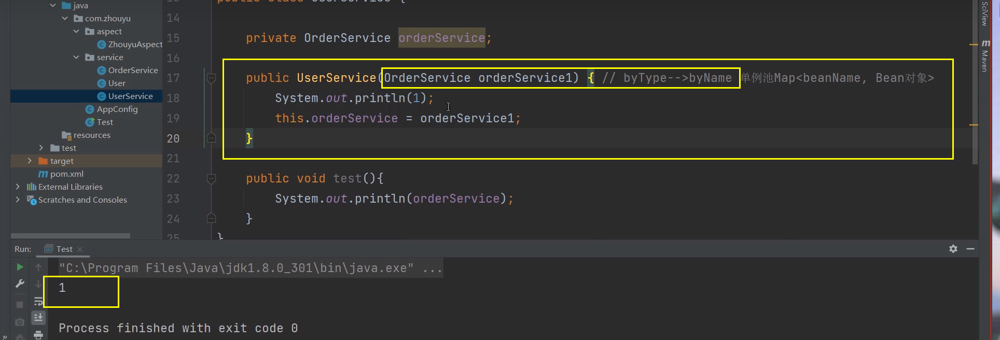 java
com.zhouyu
aspect
ZhouyuAspect
service
OrderService
User
UserService
AppConfig
Test
resources
test
target
pom.xml
External Libraries
Scratches and Consoles
14
15 private OrderService orderService;
16
17 public UserService(OrderService orderService1) { // byType-->byName 单例池Map<beanName, Bean对象>
18 System.out.println(1);
19 this.orderService = orderService1;
20 }
21
22 public void test(){
23 System.out.println(orderService);
24 }
25 }
SciView
Maven
Run: Test
"C:\Program Files\Java\jdk1.8.0_301\bin\java.exe" ...
1
Process finished with exit code 0